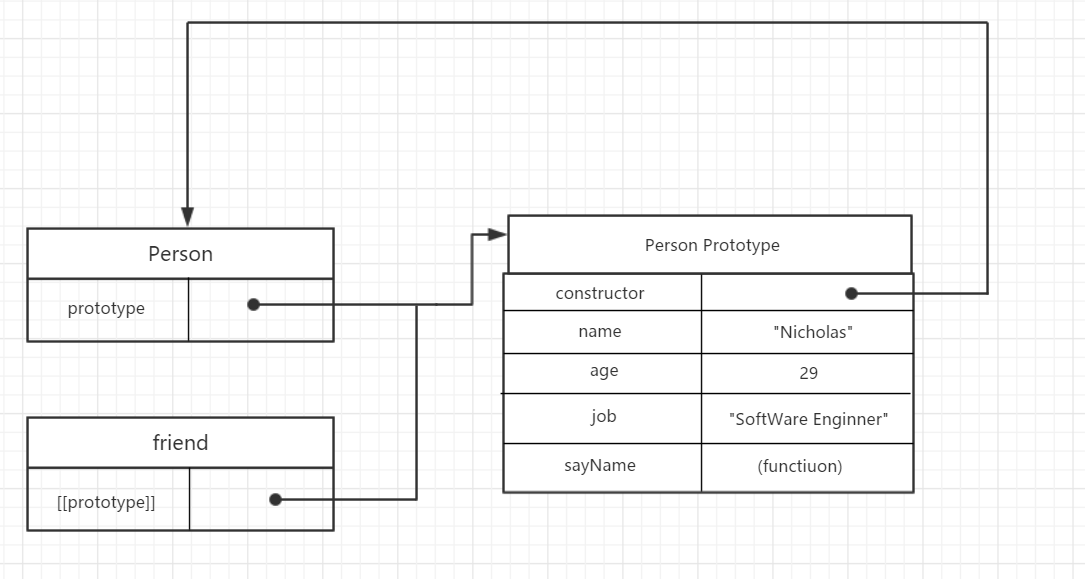 Person
prototype
friend
[[prototype]]
Person Prototype
constructor
name "Nicholas"
age 29
job "SoftWare Enginner"
sayName (functiuon)